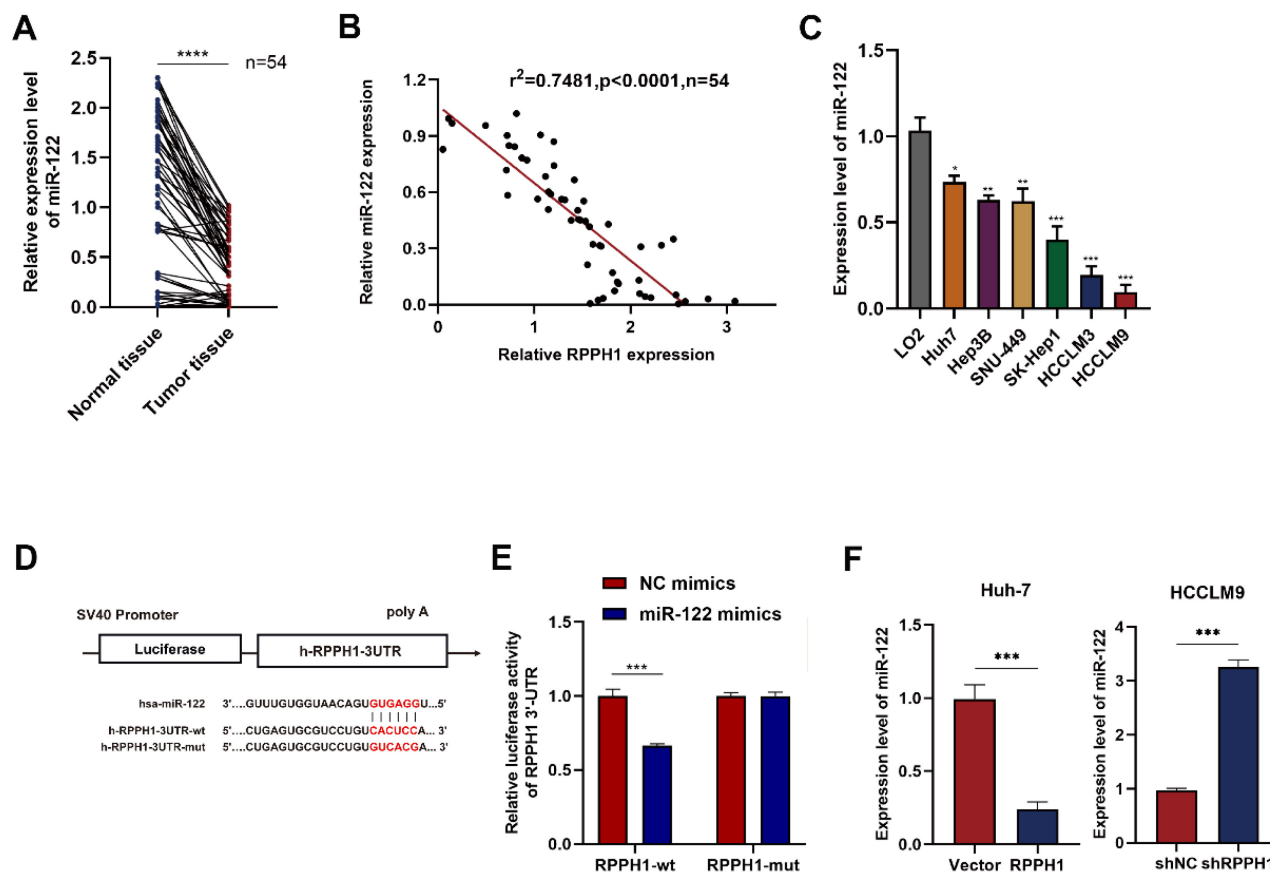 A
Relative expression level
of miR-122
2.5
2.0
1.5
1.0
0.5
0.0
****
n=54
Normal tissue
Tumor tissue
B
r²=0.7481,p<0.0001,n=54
Relative miR-122 expression
1.2
0.9
0.6
0.3
0.0
0
1
2
3
Relative RPPH1 expression
C
Expression level of miR-122
1.5
1.0
0.5
0.0
*
**
**
***
***
***
LO2
Huh7
Hep3B
SNU-449
SK-Hep1
HCCLM3
HCCLM9
D
SV40 Promoter
poly A
Luciferase
h-RPPH1-3UTR
hsa-miR-122 3'....GUUUGUGGUAACAGUGUGAGGU...5'
h-RPPH1-3UTR-wt 5'....CUGAGUGCGUCCUGUCACUCCA... 3'
h-RPPH1-3UTR-mut 5'....CUGAGUGCGUCCUGUGUCACGA... 3'
E
NC mimics
miR-122 mimics
Relative luciferase activity
of RPPH1 3'-UTR
1.5
1.0
0.5
0.0
***
RPPH1-wt
RPPH1-mut
F
Huh-7
Expression level of miR-122
1.5
1.0
0.5
0.0
***
Vector
RPPH1
HCCLM9
Expression level of miR-122
4
3
2
1
0
***
shNC
shRPPH1